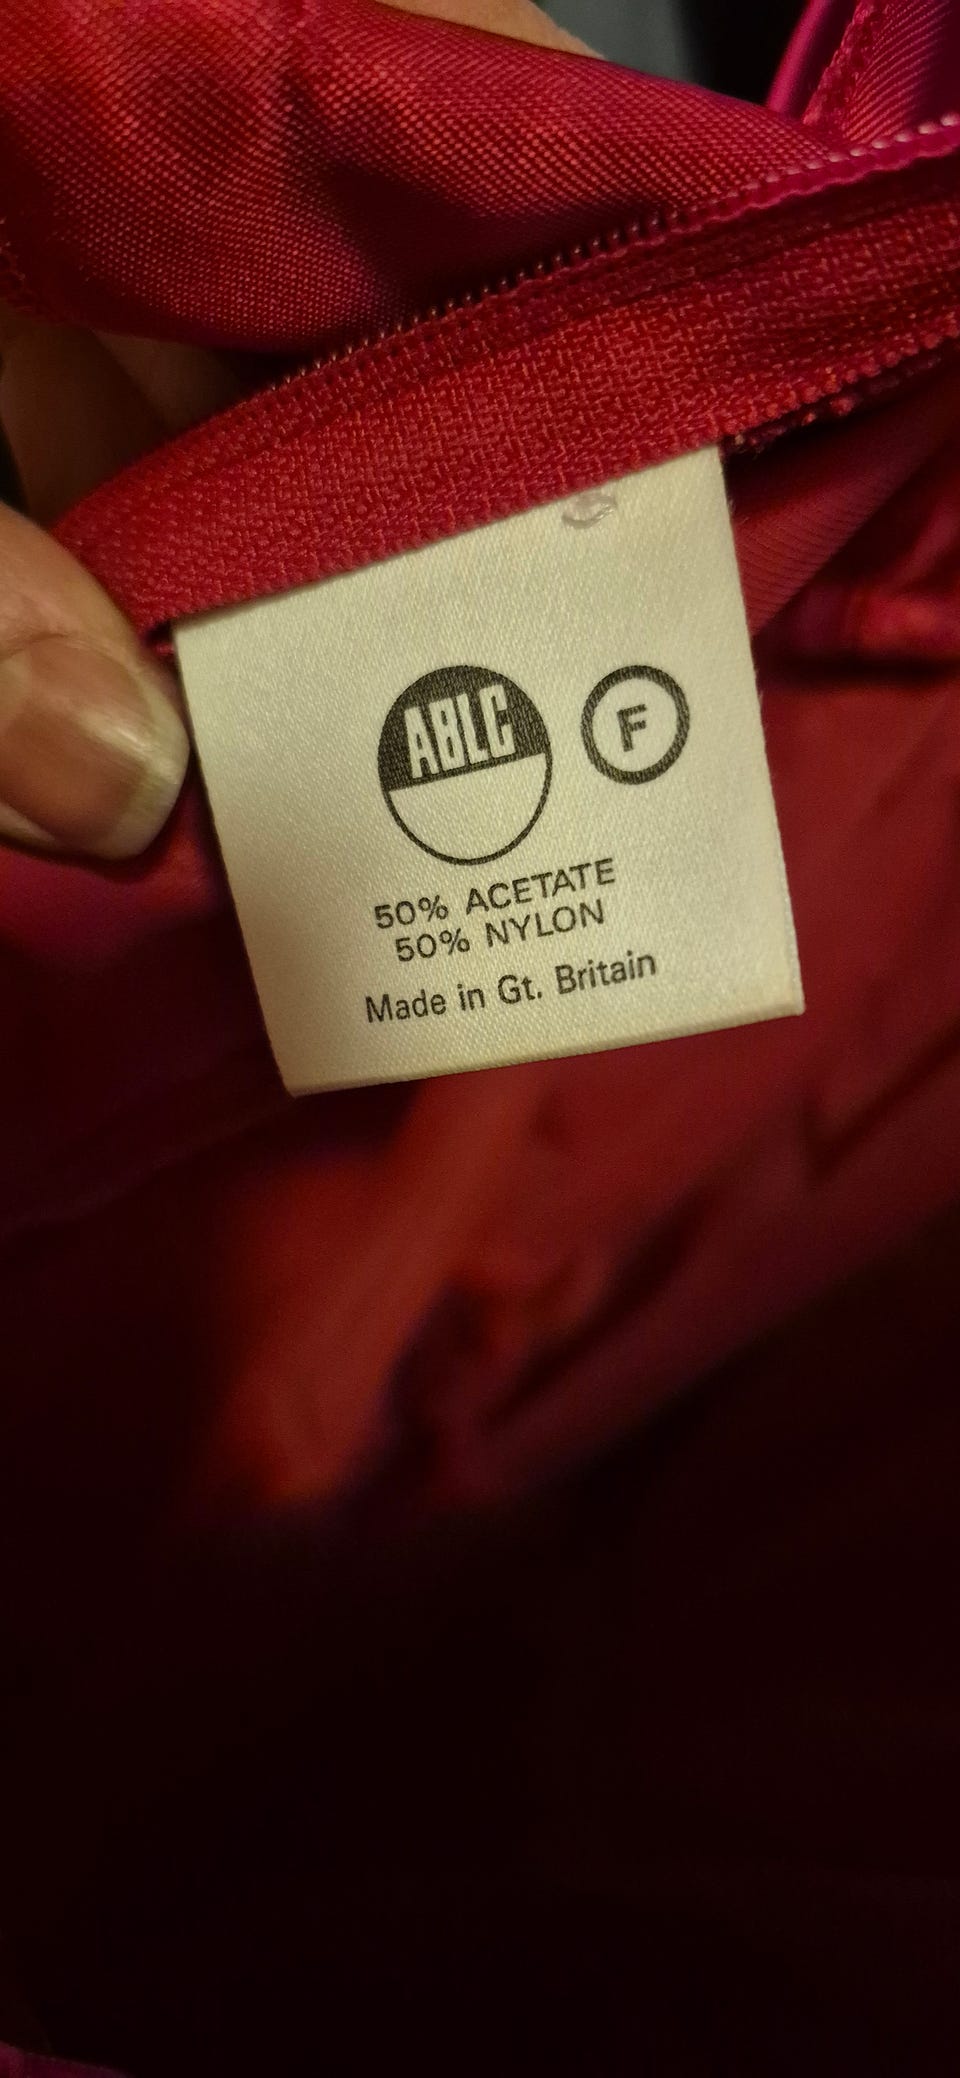 ABLC F
50% ACETATE
50% NYLON
Made in Gt. Britain